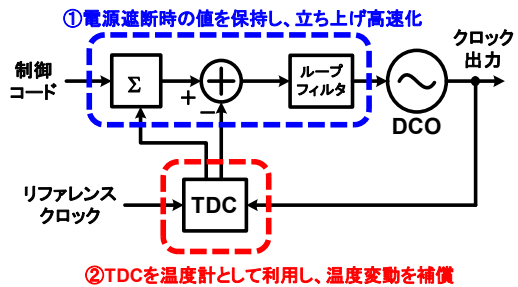 ①電源遮断時の値を保持し、立ち上げ高速化
制御
コード
Σ
+
−
ループ
フィルタ
DCO
クロック
出力
リファレンス
クロック
TDC
②TDCを温度計として利用し、温度変動を補償